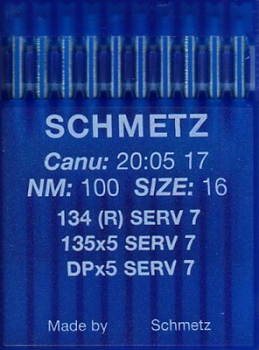 SCHMETZ
Canu: 20:05 17
NM: 100 SIZE: 16
134 (R) SERV 7
135x5 SERV 7
DPx5 SERV 7
Made by Schmetz